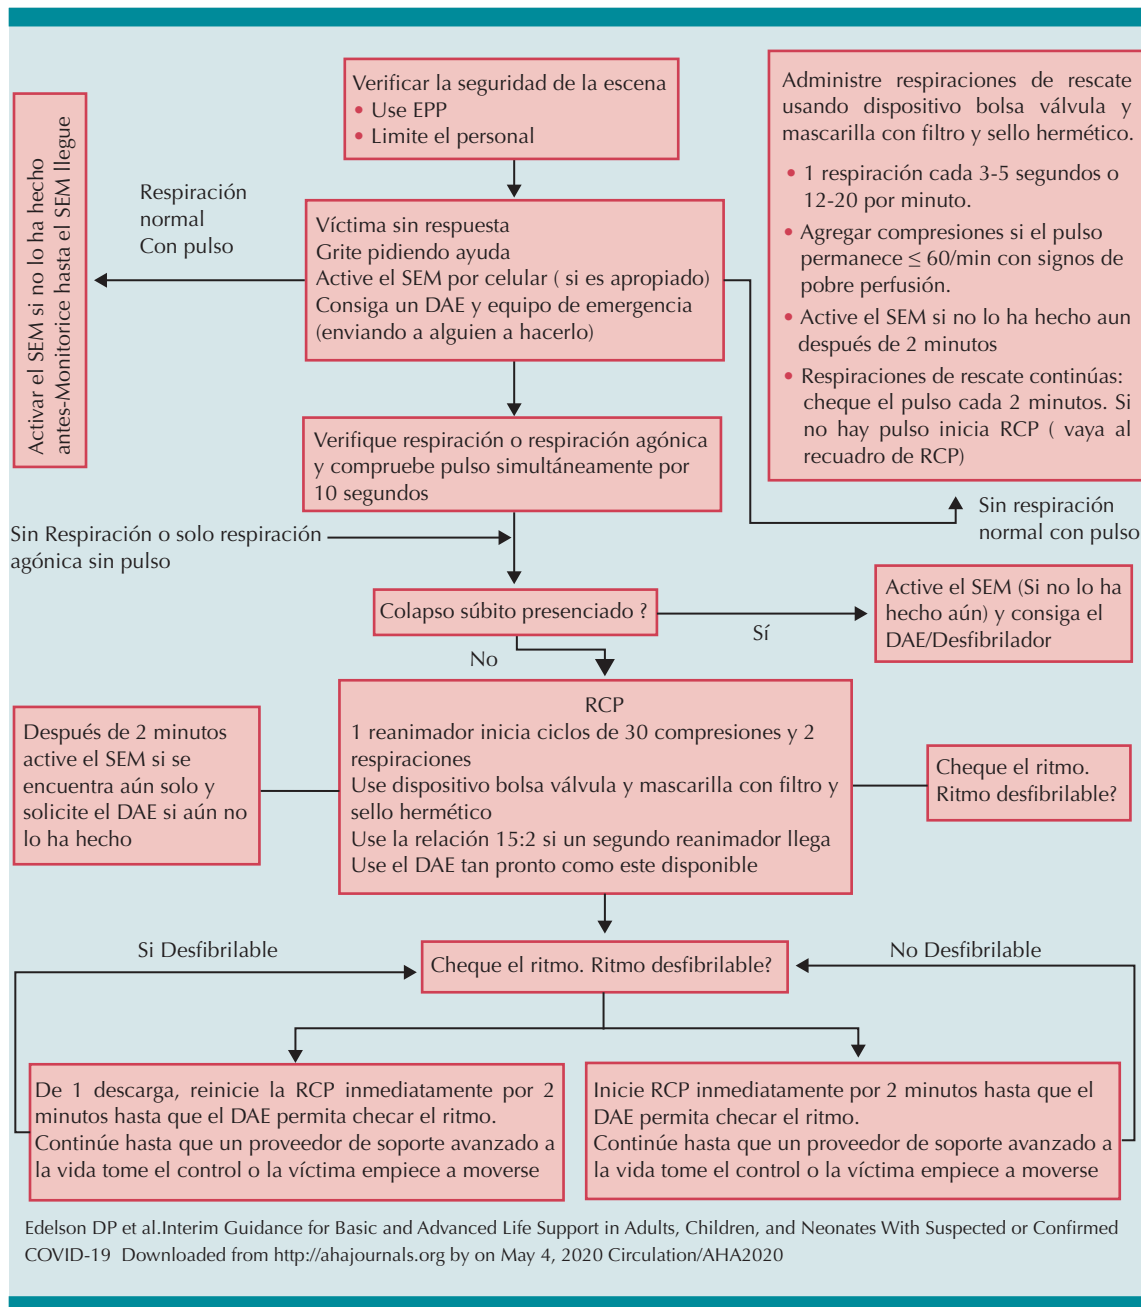 Verificar la seguridad de la escena
• Use EPP
• Limite el personal
Activar el SEM si no lo ha hecho
antes-Monitorice hasta el SEM llegue
Respiración
normal
Con pulso
Víctima sin respuesta
Grite pidiendo ayuda
Active el SEM por celular ( si es apropiado)
Consiga un DAE y equipo de emergencia
(enviando a alguien a hacerlo)
Administre respiraciones de rescate
usando dispositivo bolsa válvula y
mascarilla con filtro y sello hermético.
• 1 respiración cada 3-5 segundos o
12-20 por minuto.
• Agregar compresiones si el pulso
permanece ≤ 60/min con signos de
pobre perfusión.
• Active el SEM si no lo ha hecho aun
después de 2 minutos
• Respiraciones de rescate continúas:
cheque el pulso cada 2 minutos. Si
no hay pulso inicia RCP ( vaya al
recuadro de RCP)
Verifique respiración o respiración agónica
y compruebe pulso simultáneamente por
10 segundos
Sin respiración
normal con pulso
Sin Respiración o solo respiración
agónica sin pulso
Colapso súbito presenciado ?
Sí
Active el SEM (Si no lo ha
hecho aún) y consiga el
DAE/Desfibrilador
No
RCP
1 reanimador inicia ciclos de 30 compresiones y 2
respiraciones
Use dispositivo bolsa válvula y mascarilla con filtro y
sello hermético
Use la relación 15:2 si un segundo reanimador llega
Use el DAE tan pronto como este disponible
Después de 2 minutos
active el SEM si se
encuentra aún solo y
solicite el DAE si aún no
lo ha hecho
Cheque el ritmo.
Ritmo desfibrilable?
Si Desfibrilable
Cheque el ritmo. Ritmo desfibrilable?
No Desfibrilable
De 1 descarga, reinicie la RCP inmediatamente por 2
minutos hasta que el DAE permita checar el ritmo.
Continúe hasta que un proveedor de soporte avanzado a
la vida tome el control o la víctima empiece a moverse
Inicie RCP inmediatamente por 2 minutos hasta que el
DAE permita checar el ritmo.
Continúe hasta que un proveedor de soporte avanzado a
la vida tome el control o la víctima empiece a moverse
Edelson DP et al.Interim Guidance for Basic and Advanced Life Support in Adults, Children, and Neonates With Suspected or Confirmed
COVID-19 Downloaded from http://ahajournals.org by on May 4, 2020 Circulation/AHA2020